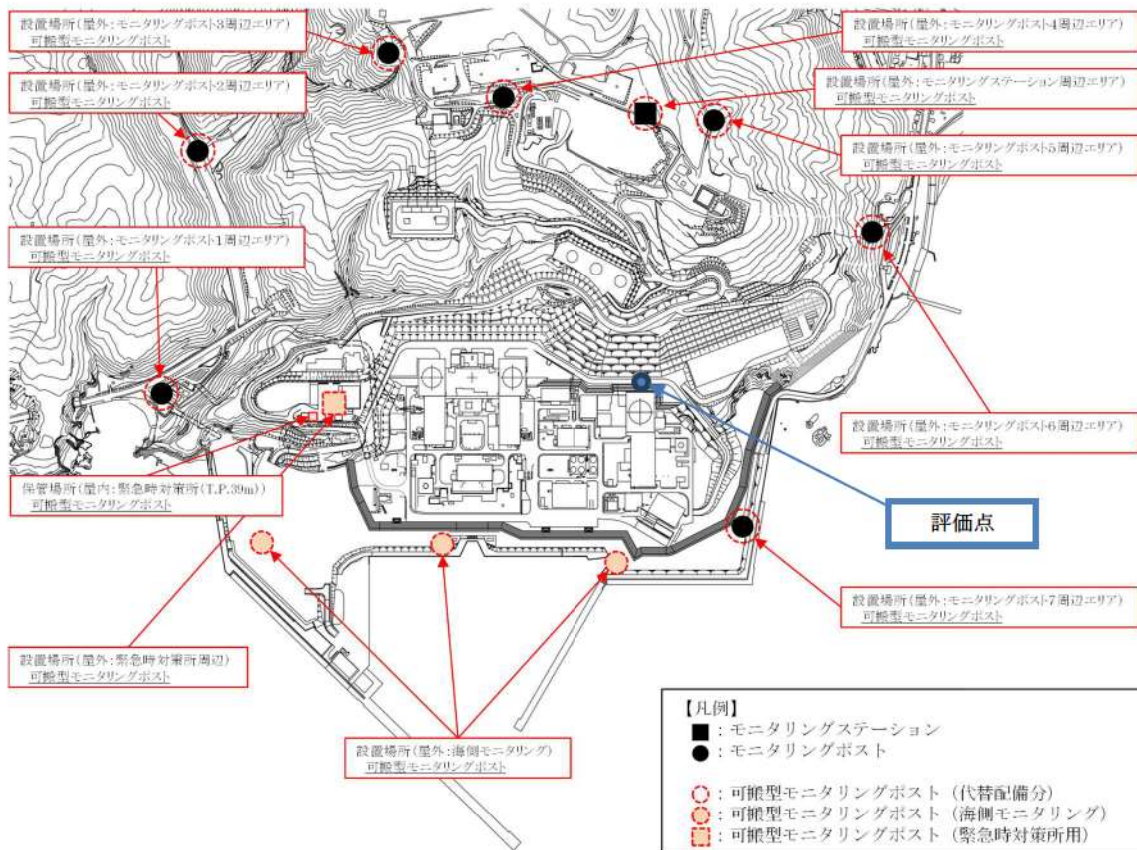 設置場所(屋外:モニタリングポスト3周辺エリア)
可搬型モニタリングポスト
設置場所(屋外:モニタリングポスト2周辺エリア)
可搬型モニタリングポスト
設置場所(屋外:モニタリングポスト4周辺エリア)
可搬型モニタリングポスト
設置場所(屋外:モニタリングステーション周辺エリア)
可搬型モニタリングポスト
設置場所(屋外:モニタリングポスト5周辺エリア)
可搬型モニタリングポスト
設置場所(屋外:モニタリングポスト1周辺エリア)
可搬型モニタリングポスト
設置場所(屋外:モニタリングポスト6周辺エリア)
可搬型モニタリングポスト
保管場所(屋内:緊急時対策所(T.P.39m))
可搬型モニタリングポスト
評価点
設置場所(屋外:モニタリングポスト7周辺エリア)
可搬型モニタリングポスト
設置場所(屋外:緊急時対策所周辺)
可搬型モニタリングポスト
設置場所(屋外:海側モニタリング)
可搬型モニタリングポスト
【凡例】
:モニタリングステーション
:モニタリングポスト
:可搬型モニタリングポスト(代替配備分)
:可搬型モニタリングポスト(海側モニタリング)
:可搬型モニタリングポスト(緊急時対策所用)